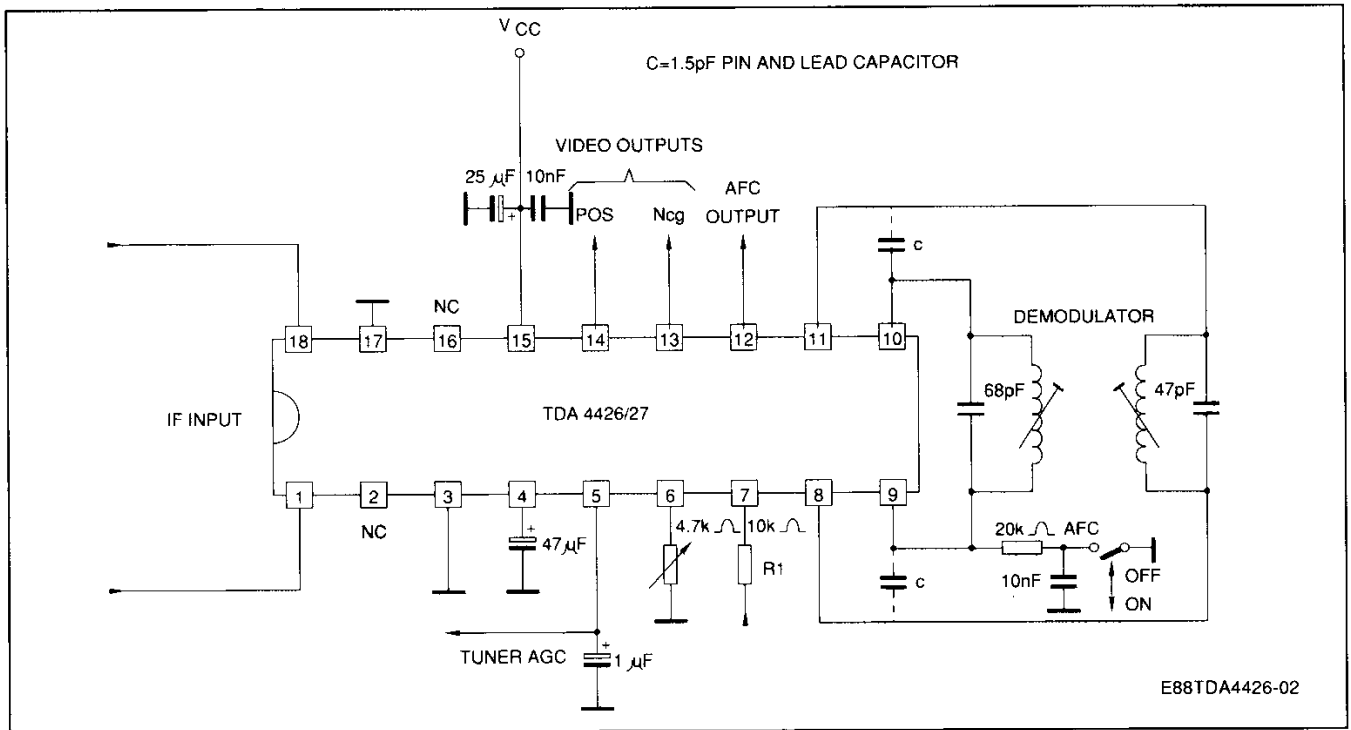 V CC
C=1.5pF PIN AND LEAD CAPACITOR
VIDEO OUTPUTS
25 µF 10nF
+
POS Ncg AFC OUTPUT
c
NC
DEMODULATOR
18 17 16 15 14 13 12 11 10
68pF 47pF
IF INPUT
TDA 4426/27
1 2 3 4 5 6 7 8 9
NC
+
47µF
4.7k 10k
R1
20k AFC
c
10nF
OFF
ON
TUNER AGC
+
1 µF
E88TDA4426-02